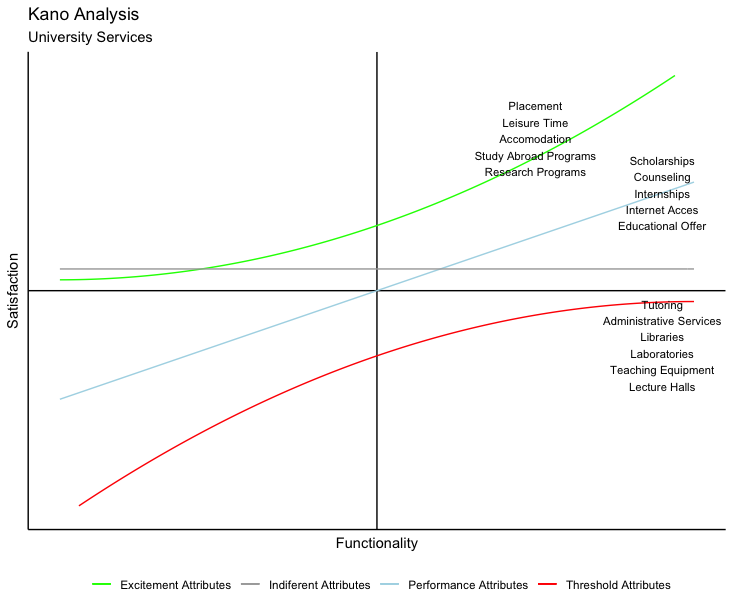 Kano Analysis
University Services
Placement
Leisure Time
Accomodation
Study Abroad Programs
Research Programs
Scholarships
Counseling
Internships
Internet Acces
Educational Offer
Tutoring
Administrative Services
Libraries
Laboratories
Teaching Equipment
Lecture Halls
Satisfaction
Functionality
Excitement Attributes
Indiferent Attributes
Performance Attributes
Threshold Attributes